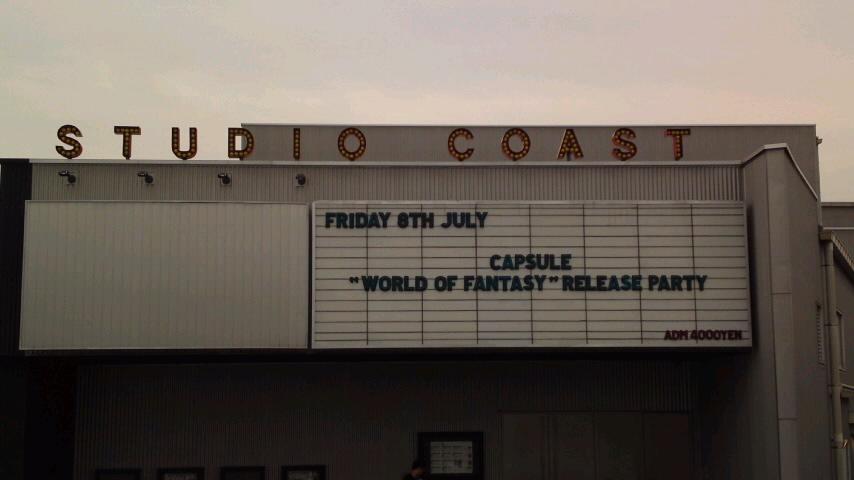 STUDIO COAST
FRIDAY 8TH JULY
CAPSULE
"WORLD OF FANTASY" RELEASE PARTY
ADM 4000YEN